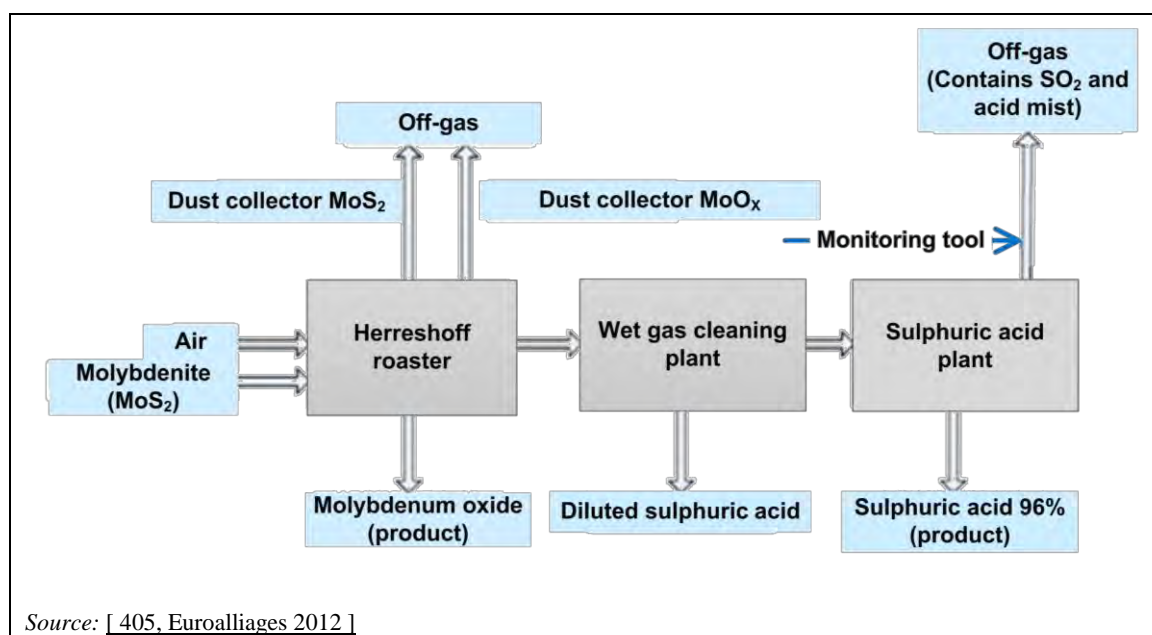 Off-gas
(Contains SO₂ and
acid mist)
Off-gas
Dust collector MoS₂
Dust collector MoOₓ
Monitoring tool
Air
Molybdenite
(MoS₂)
Herreshoff
roaster
Wet gas cleaning
plant
Sulphuric acid
plant
Molybdenum oxide
(product)
Diluted sulphuric acid
Sulphuric acid 96%
(product)
Source: [ 405, Euroalliages 2012 ]